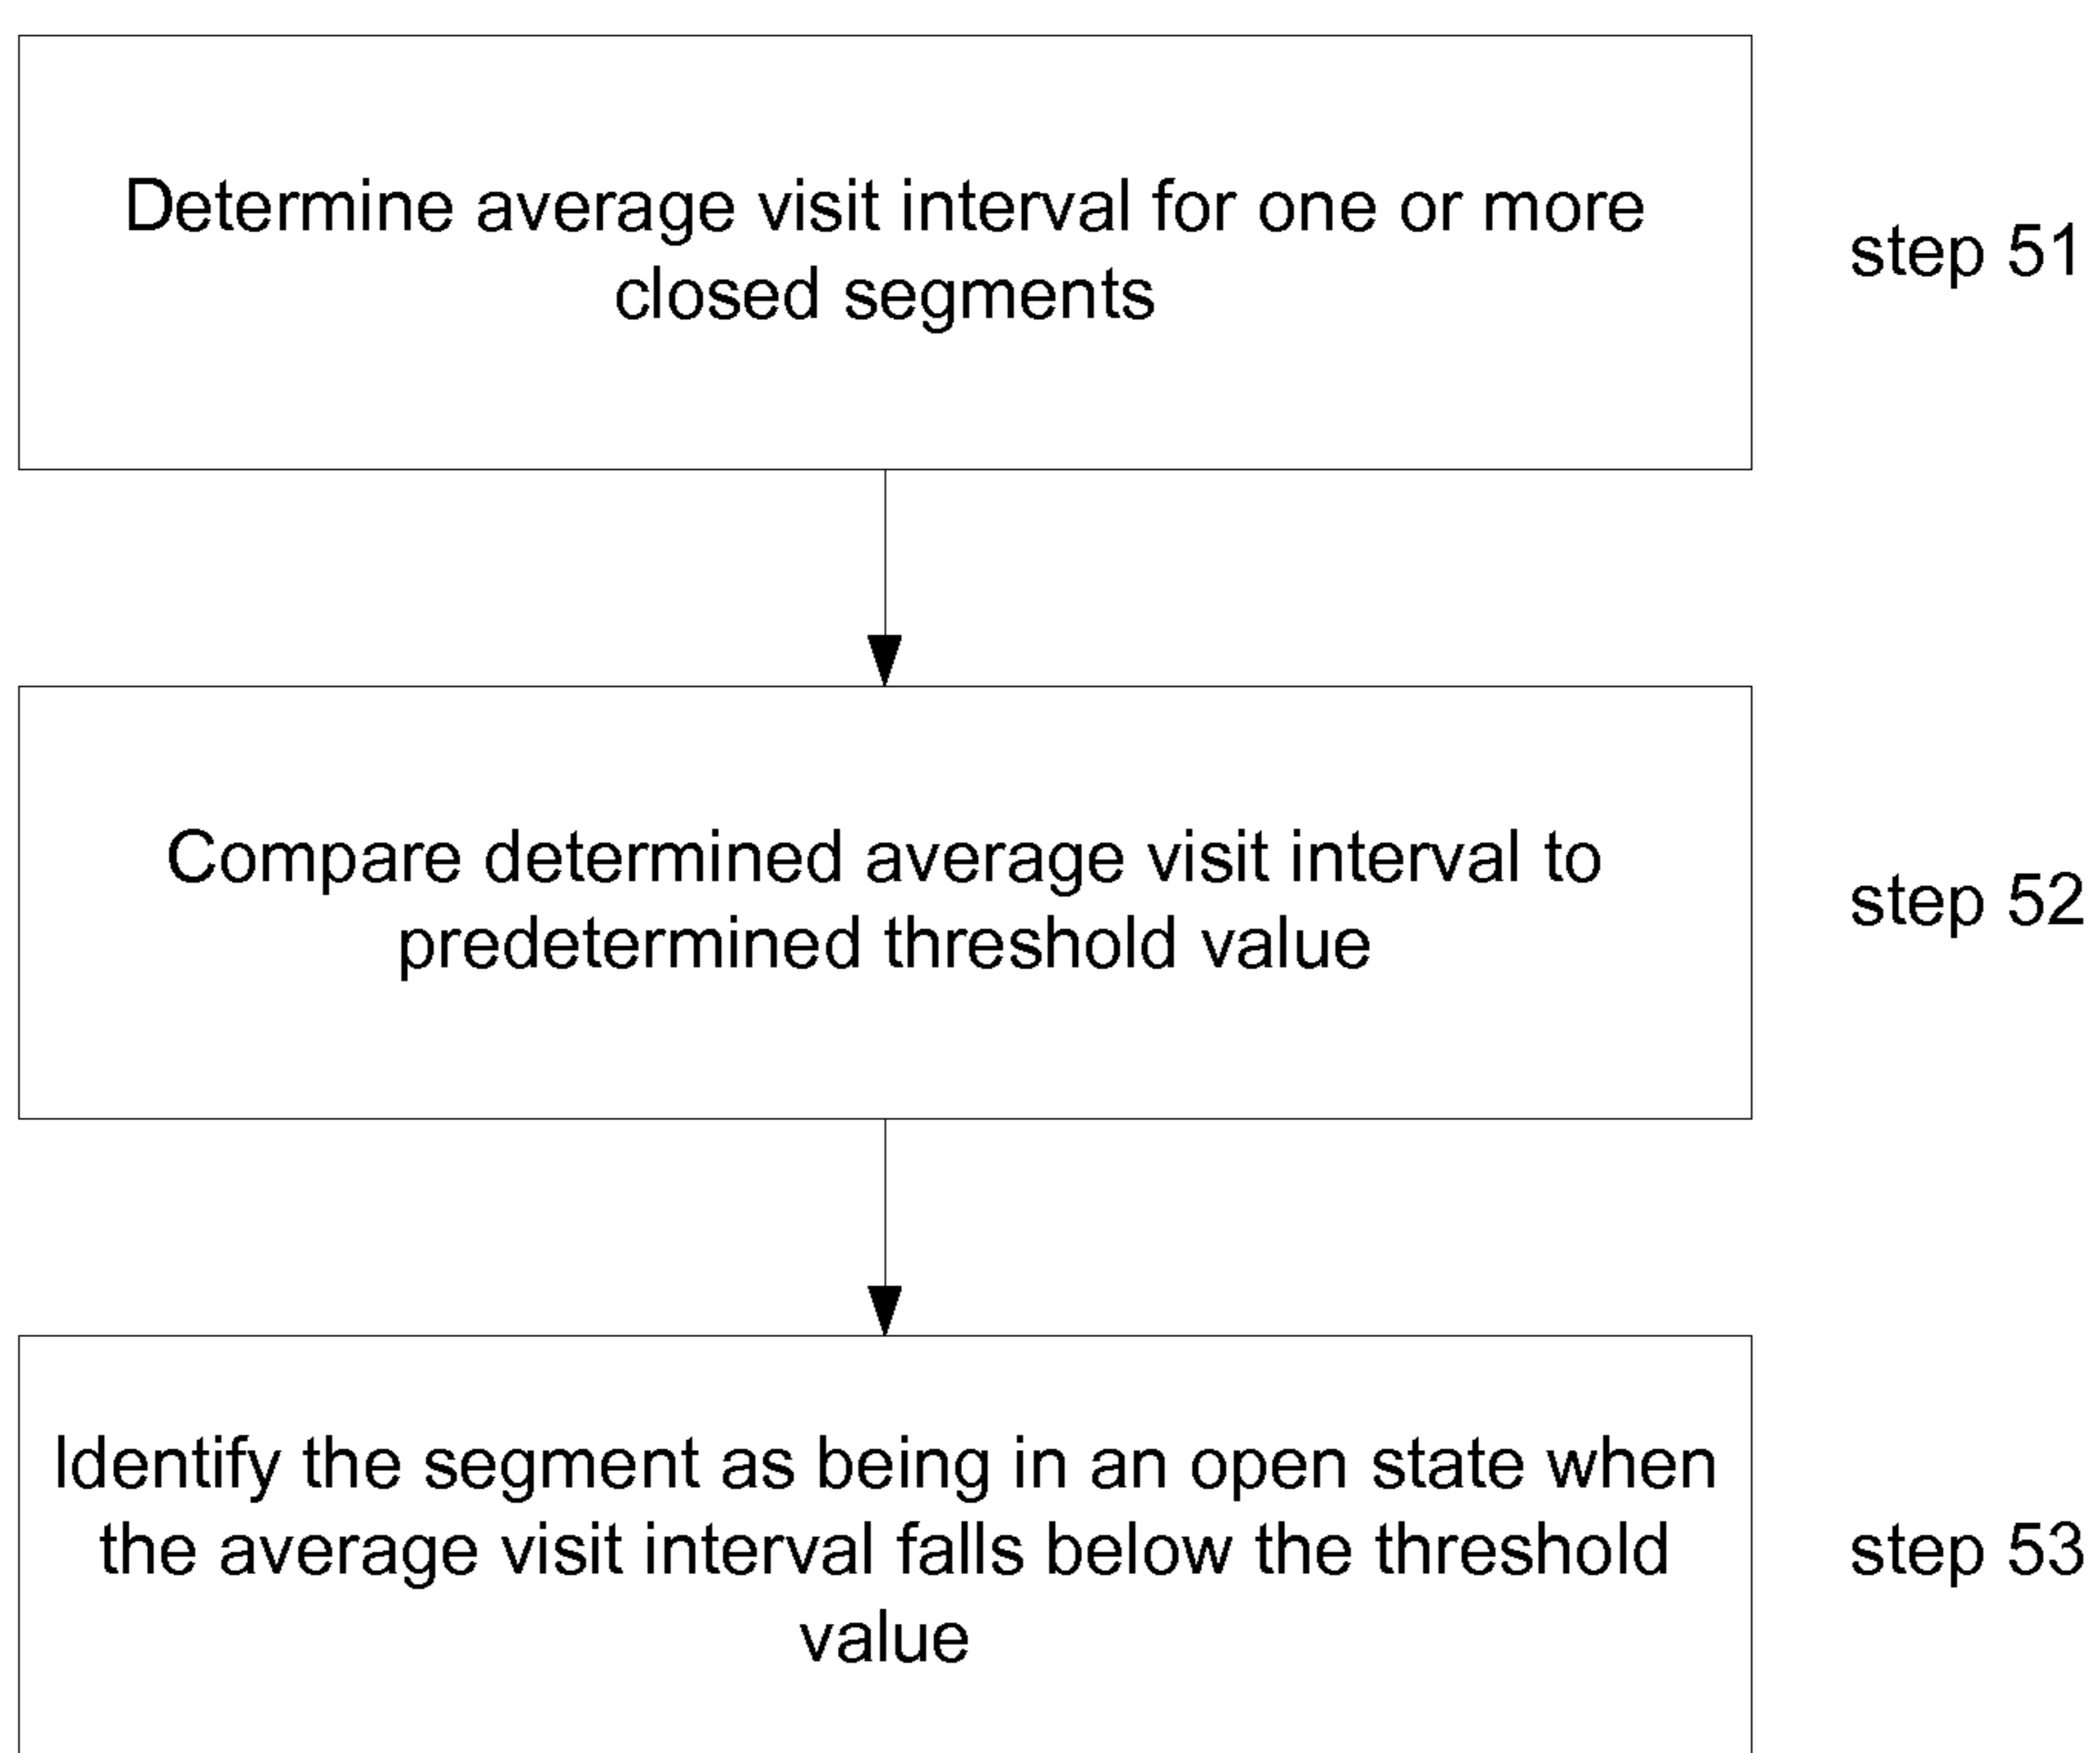 Determine average visit interval for one or more
closed segments
step 51
Compare determined average visit interval to
predetermined threshold value
step 52
Identify the segment as being in an open state when
the average visit interval falls below the threshold
value
step 53